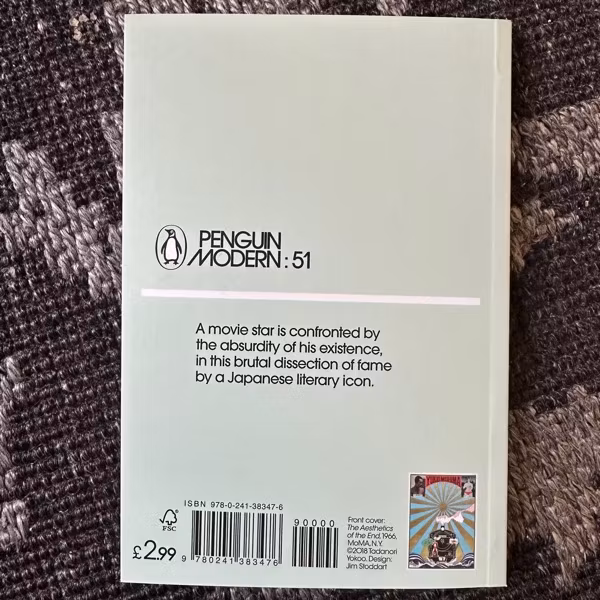 PENGUIN
MODERN : 51
A movie star is confronted by
the absurdity of his existence,
in this brutal dissection of fame
by a Japanese literary icon.
ISBN 978-0-241-38347-6
90000
FSC
£2.99
9 780241 383476
Front cover:
The Aesthetics
of the End, 1966,
MoMA, N.Y.
©2018 Tadanori
Yokoo. Design:
Jim Stoddart